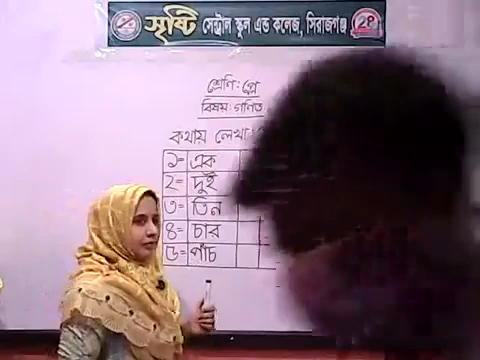 সৃষ্টি সেন্ট্রাল স্কুল এন্ড কলেজ, সিরাজগঞ্জ
শ্রেণি: প্লে
বিষয়: গণিত
কথায় লেখা
১= এক
২= দুই
৩= তিন
৪= চার
৫= পাঁচ